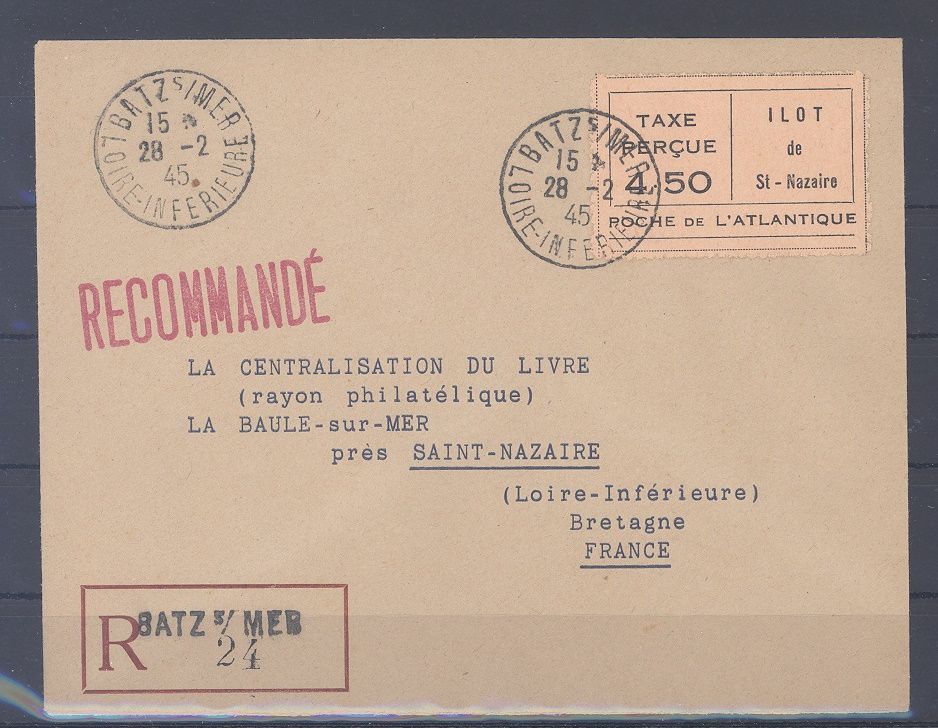 BATZ S/MER
15
28 -2
45
LOIRE-INFERIEURE
BATZ S/MER
15
28 -2
45
LOIRE-INFERIEURE
TAXE
PERÇUE
4,50
ILOT
de
St - Nazaire
POCHE DE L'ATLANTIQUE
RECOMMANDÉ
LA CENTRALISATION DU LIVRE
(rayon philatélique)
LA BAULE-sur-MER
près SAINT-NAZAIRE
(Loire-Inférieure)
Bretagne
FRANCE
R
BATZ S/ MER
24